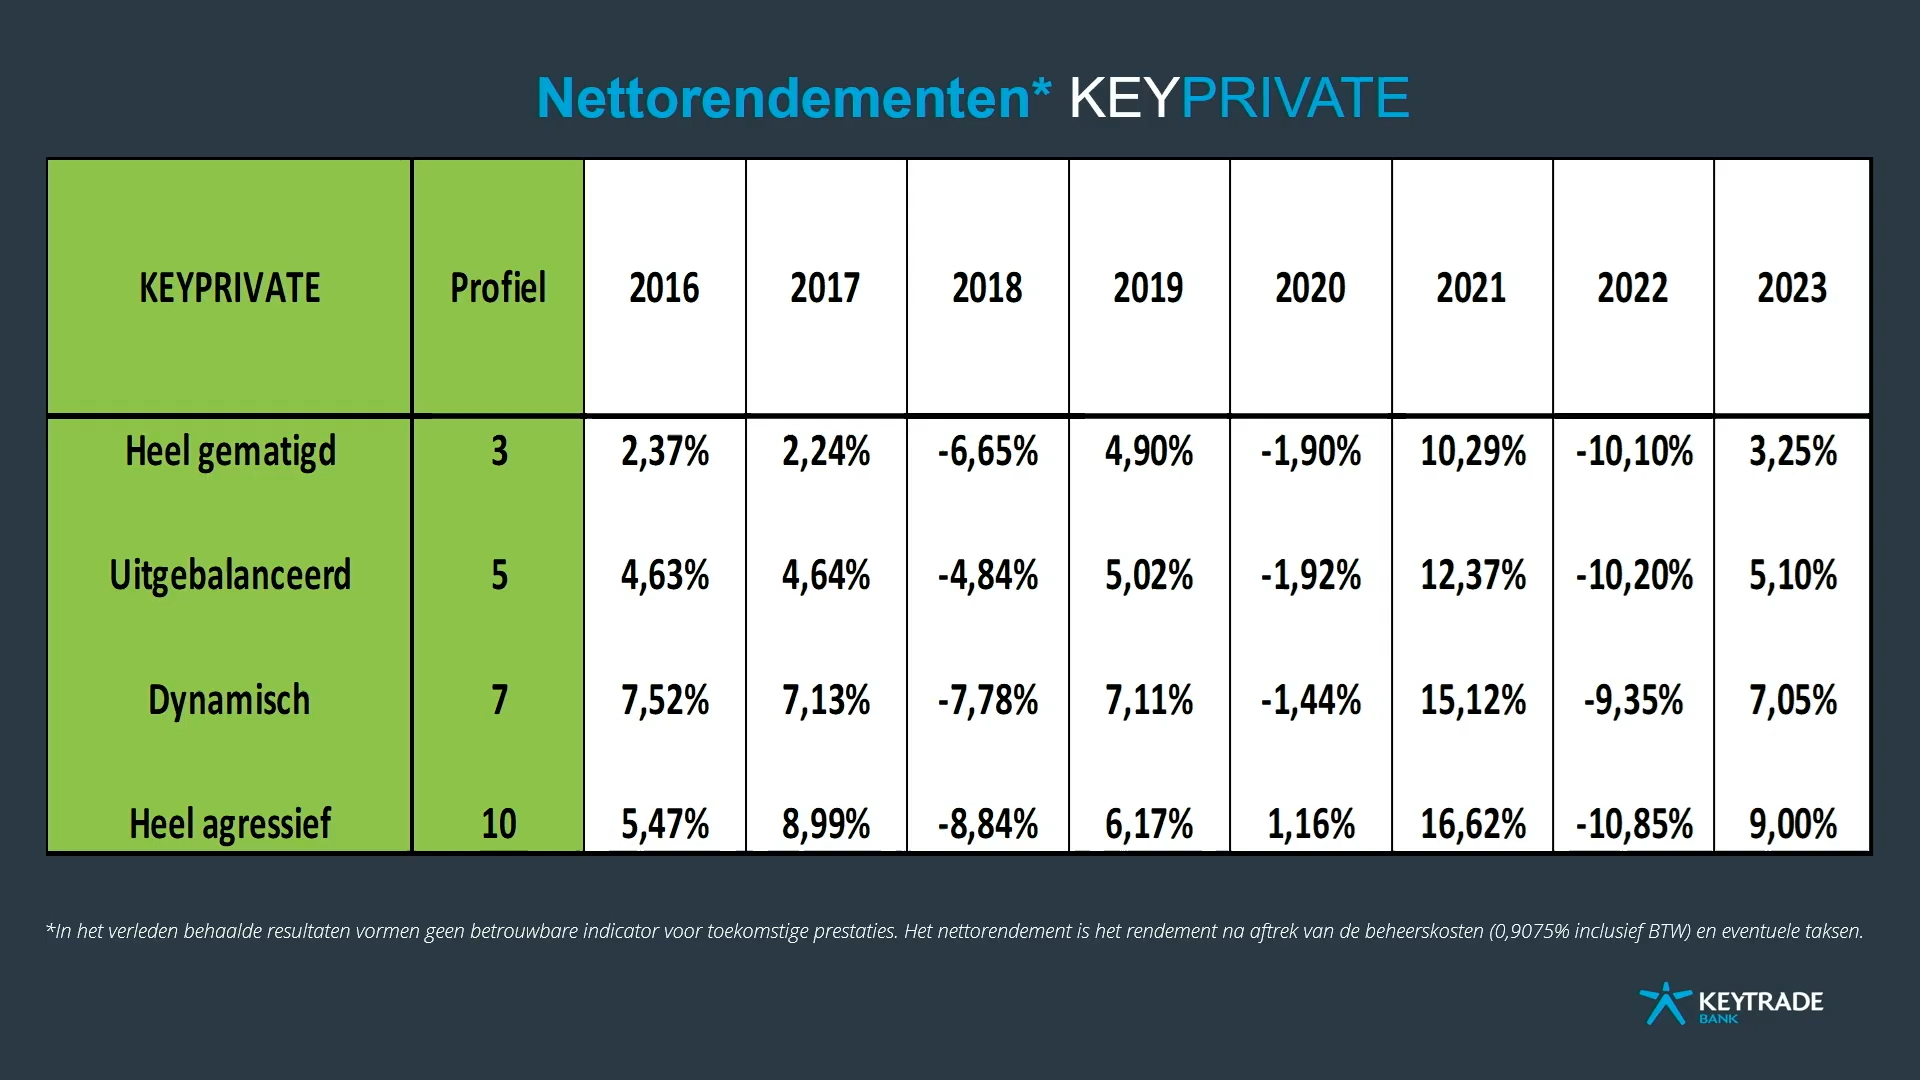 Nettorendementen* KEYPRIVATE
KEYPRIVATE Profiel 2016 2017 2018 2019 2020 2021 2022 2023
Heel gematigd 3 2,37% 2,24% -6,65% 4,90% -1,90% 10,29% -10,10% 3,25%
Uitgebalanceerd 5 4,63% 4,64% -4,84% 5,02% -1,92% 12,37% -10,20% 5,10%
Dynamisch 7 7,52% 7,13% -7,78% 7,11% -1,44% 15,12% -9,35% 7,05%
Heel agressief 10 5,47% 8,99% -8,84% 6,17% 1,16% 16,62% -10,85% 9,00%
*In het verleden behaalde resultaten vormen geen betrouwbare indicator voor toekomstige prestaties. Het nettorendement is het rendement na aftrek van de beheerskosten (0,9075% inclusief BTW) en eventuele taksen.
KEYTRADE
BANK